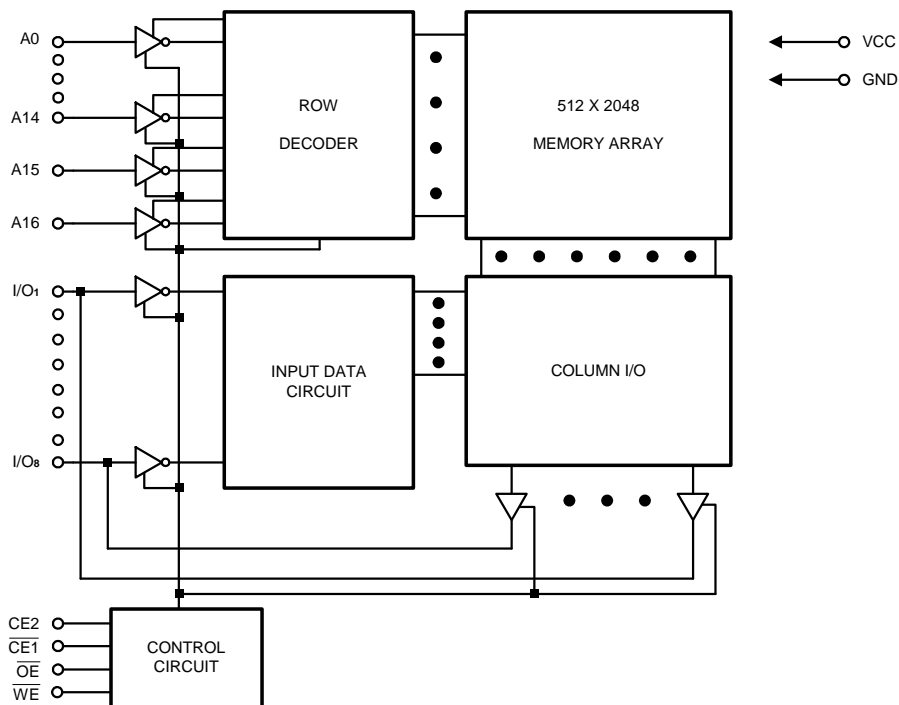 A0
VCC
GND
ROW
DECODER
512 X 2048
MEMORY ARRAY
A14
A15
A16
I/O1
INPUT DATA
CIRCUIT
COLUMN I/O
I/O8
CE2
CE1
OE
WE
CONTROL
CIRCUIT